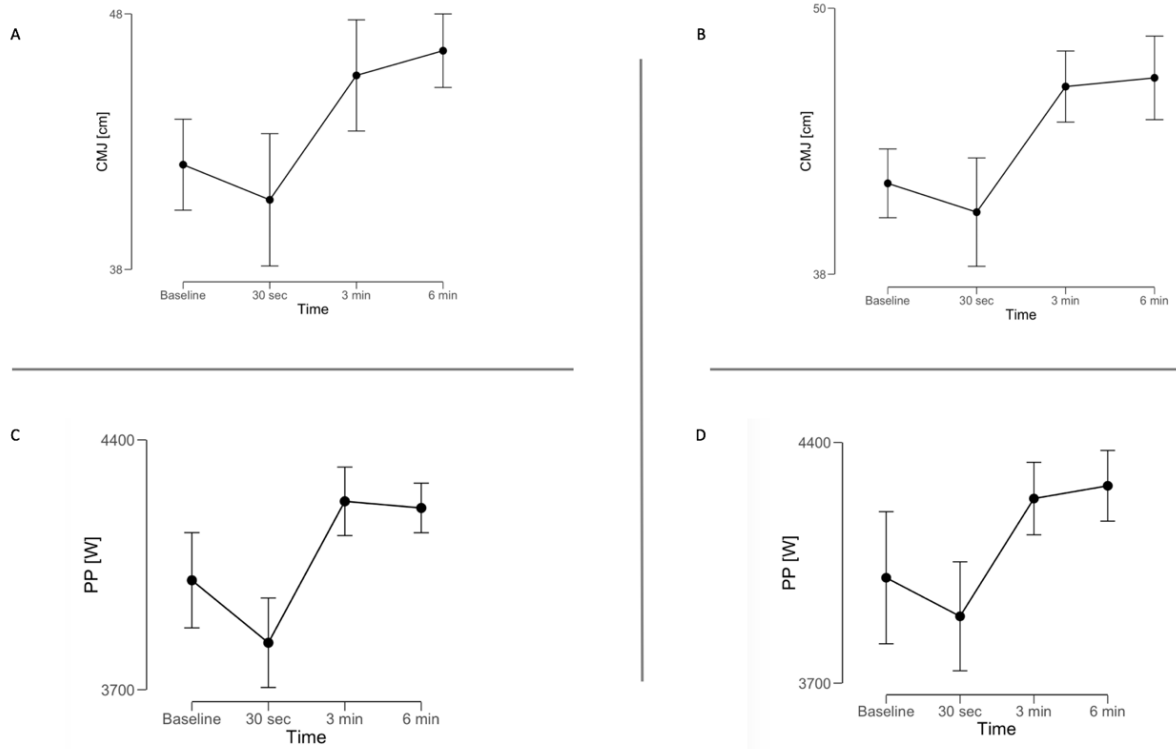 A
48
CMJ [cm]
38
Baseline 30 sec 3 min 6 min
Time
B
50
CMJ [cm]
38
Baseline 30 sec 3 min 6 min
Time
C
4400
PP [W]
3700
Baseline 30 sec 3 min 6 min
Time
D
4400
PP [W]
3700
Baseline 30 sec 3 min 6 min
Time